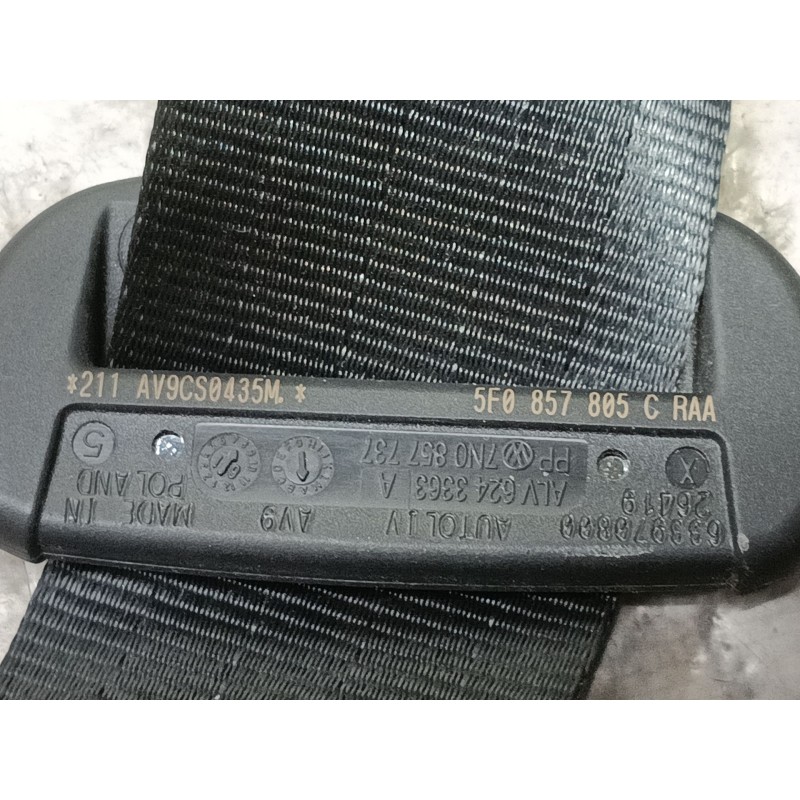 *211 AV9CS0435M. *
5F0 857 805 C RAA
633970800
26419
X
AUTOLIV
AV9
MADE IN
POLAND
ALV 624 3363 A
PP 7N0 857 737
5